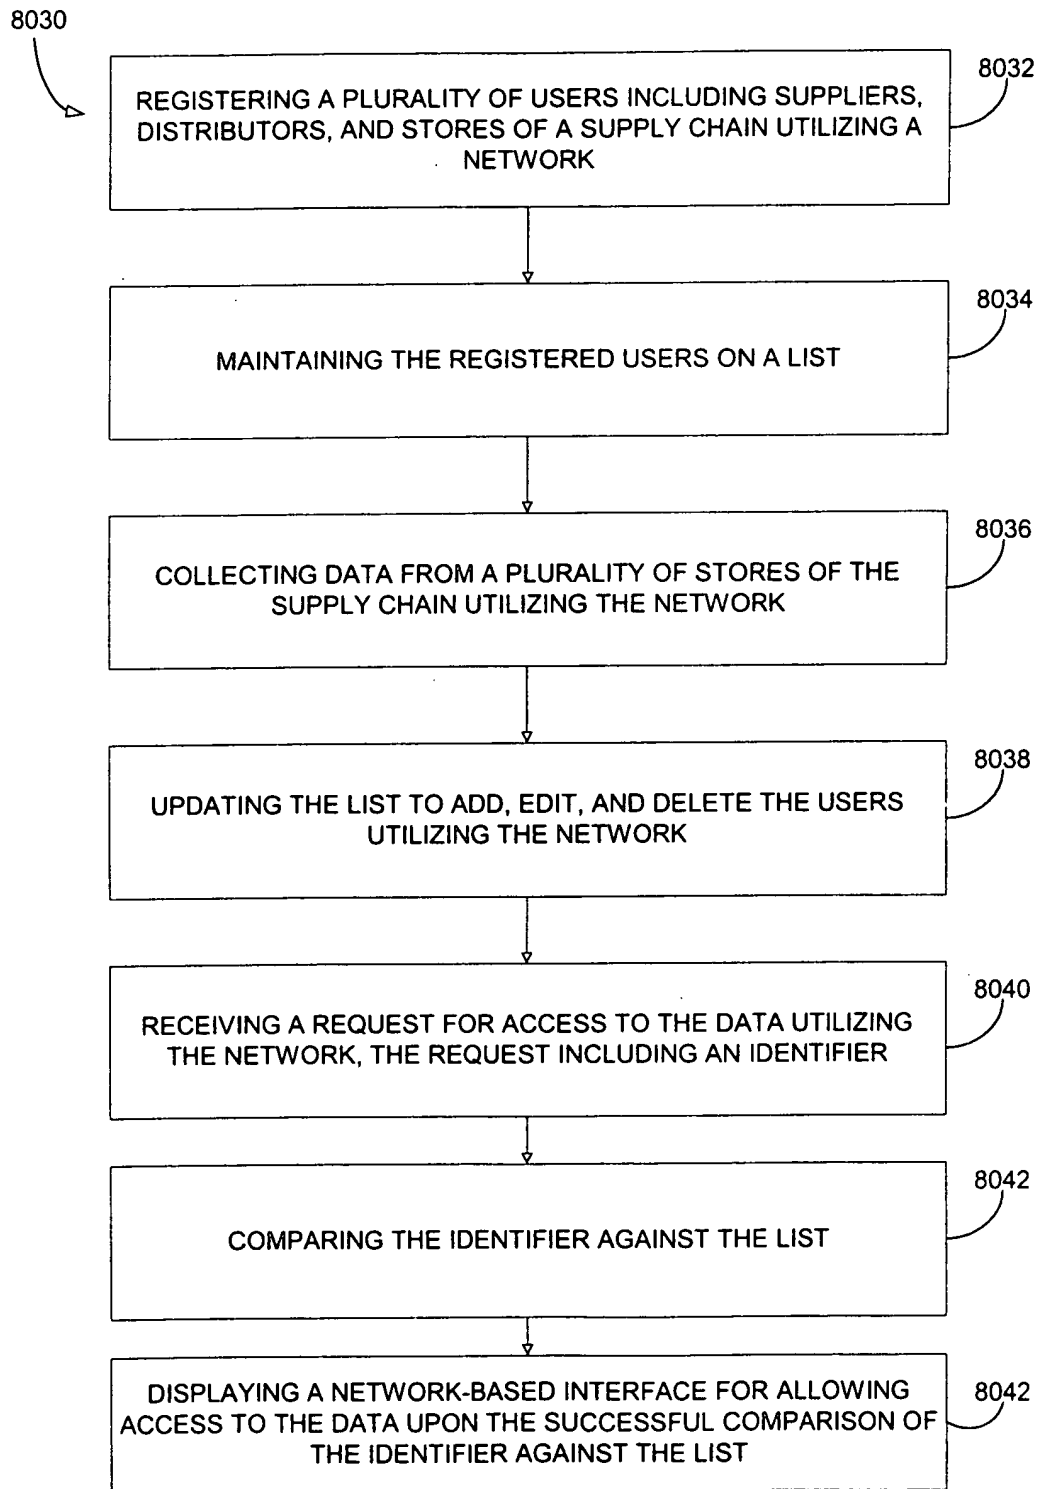 8030
8032
REGISTERING A PLURALITY OF USERS INCLUDING SUPPLIERS,
DISTRIBUTORS, AND STORES OF A SUPPLY CHAIN UTILIZING A
NETWORK
8034
MAINTAINING THE REGISTERED USERS ON A LIST
8036
COLLECTING DATA FROM A PLURALITY OF STORES OF THE
SUPPLY CHAIN UTILIZING THE NETWORK
8038
UPDATING THE LIST TO ADD, EDIT, AND DELETE THE USERS
UTILIZING THE NETWORK
8040
RECEIVING A REQUEST FOR ACCESS TO THE DATA UTILIZING
THE NETWORK, THE REQUEST INCLUDING AN IDENTIFIER
8042
COMPARING THE IDENTIFIER AGAINST THE LIST
8042
DISPLAYING A NETWORK-BASED INTERFACE FOR ALLOWING
ACCESS TO THE DATA UPON THE SUCCESSFUL COMPARISON OF
THE IDENTIFIER AGAINST THE LIST